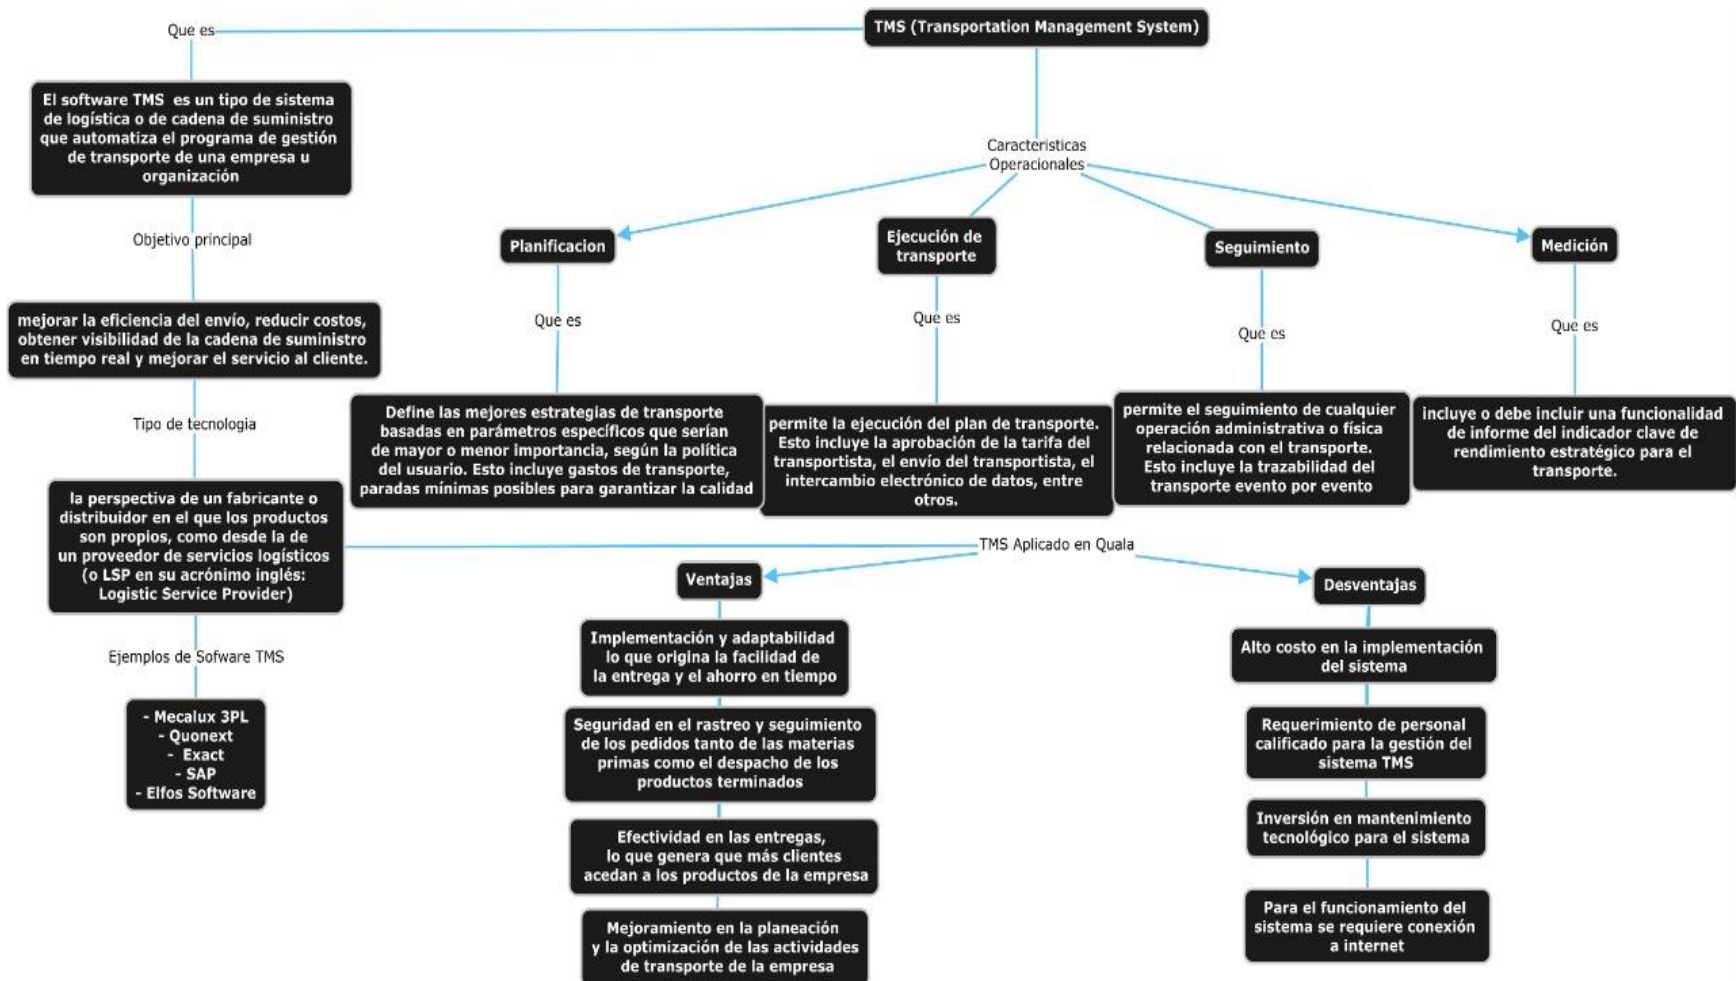 TMS (Transportation Management System)
Que es
El software TMS es un tipo de sistema
de logística o de cadena de suministro
que automatiza el programa de gestión
de transporte de una empresa u
organización
Objetivo principal
mejorar la eficiencia del envío, reducir costos,
obtener visibilidad de la cadena de suministro
en tiempo real y mejorar el servicio al cliente.
Tipo de tecnologia
la perspectiva de un fabricante o
distribuidor en el que los productos
son propios, como desde la de
un proveedor de servicios logísticos
(o LSP en su acrónimo inglés:
Logistic Service Provider)
Ejemplos de Sofware TMS
- Mecalux 3PL
- Quonext
- Exact
- SAP
- Elfos Software
Caracteristicas
Operacionales
Planificacion
Que es
Define las mejores estrategias de transporte
basadas en parámetros específicos que serían
de mayor o menor importancia, según la política
del usuario. Esto incluye gastos de transporte,
paradas mínimas posibles para garantizar la calidad
Ejecución de
transporte
Que es
permite la ejecución del plan de transporte.
Esto incluye la aprobación de la tarifa del
transportista, el envío del transportista, el
intercambio electrónico de datos, entre
otros.
Seguimiento
Que es
permite el seguimiento de cualquier
operación administrativa o física
relacionada con el transporte.
Esto incluye la trazabilidad del
transporte evento por evento
Medición
Que es
incluye o debe incluir una funcionalidad
de informe del indicador clave de
rendimiento estratégico para el
transporte.
TMS Aplicado en Quala
Ventajas
Implementación y adaptabilidad
lo que origina la facilidad de
la entrega y el ahorro en tiempo
Seguridad en el rastreo y seguimiento
de los pedidos tanto de las materias
primas como el despacho de los
productos terminados
Efectividad en las entregas,
lo que genera que más clientes
acedan a los productos de la empresa
Mejoramiento en la planeación
y la optimización de las actividades
de transporte de la empresa
Desventajas
Alto costo en la implementación
del sistema
Requerimiento de personal
calificado para la gestión del
sistema TMS
Inversión en mantenimiento
tecnológico para el sistema
Para el funcionamiento del
sistema se requiere conexión
a internet